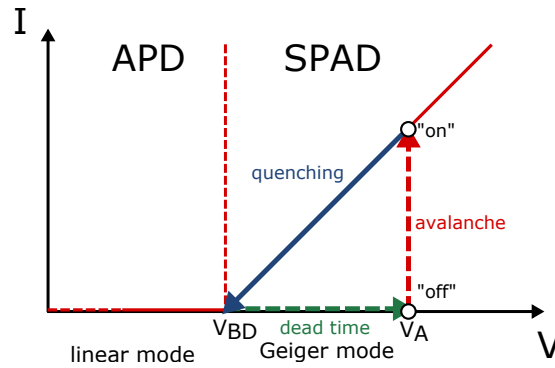 I
APD
SPAD
"on"
quenching
avalanche
"off"
VBD
dead time
VA
V
linear mode
Geiger mode